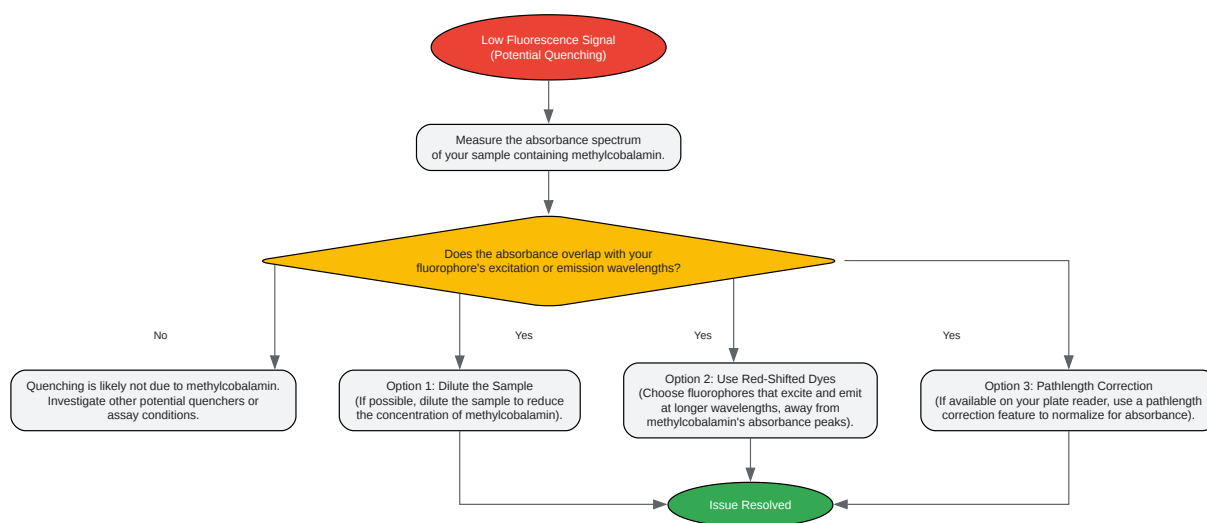 Low Fluorescence Signal
(Potential Quenching)
Measure the absorbance spectrum
of your sample containing methylcobalamin.
Does the absorbance overlap with your
fluorophore's excitation or emission wavelengths?
No
Yes
Yes
Yes
Quenching is likely not due to methylcobalamin.
Investigate other potential quenchers or
assay conditions.
Option 1: Dilute the Sample
(If possible, dilute the sample to reduce
the concentration of methylcobalamin).
Option 2: Use Red-Shifted Dyes
(Choose fluorophores that excite and emit
at longer wavelengths, away from
methylcobalamin's absorbance peaks).
Option 3: Pathlength Correction
(If available on your plate reader, use a pathlength
correction feature to normalize for absorbance).
Issue Resolved